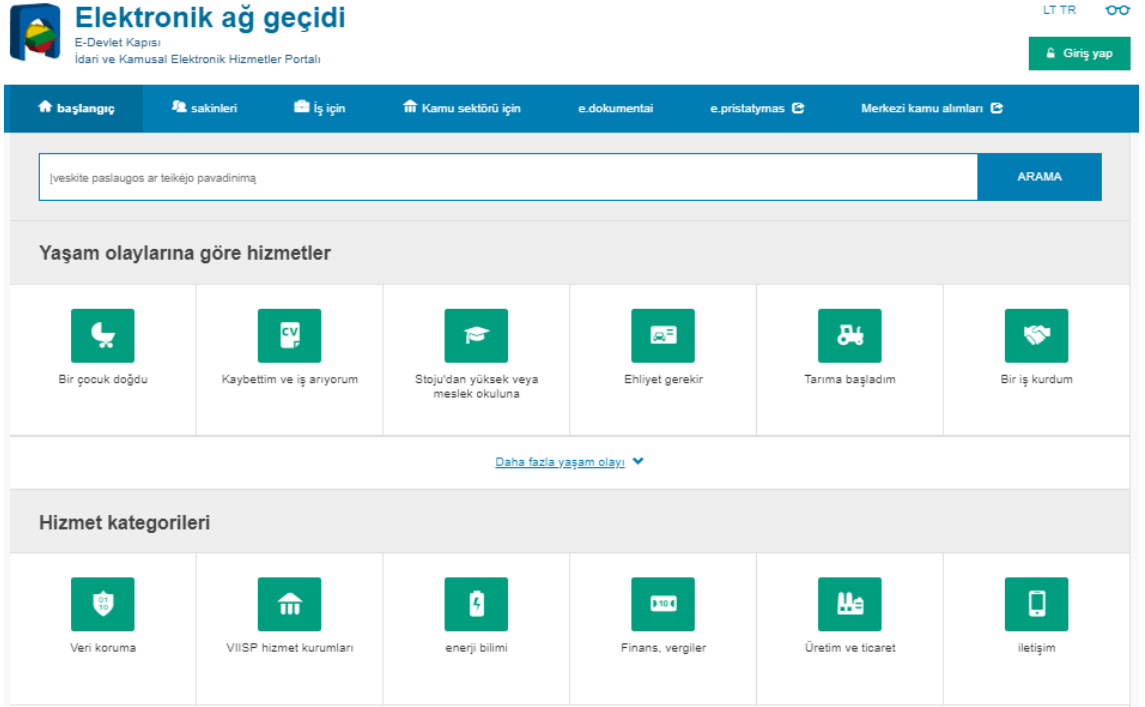 Elektronik ağ geçidi
E-Devlet Kapısı
İdari ve Kamusal Elektronik Hizmetler Portalı
LT TR
Giriş yap
başlangıç
sakinleri
İş için
Kamu sektörü için
e.dokumentai
e.pristatymas
Merkezi kamu alımları
Įveskite paslaugos ar teikėjo pavadinimą
ARAMA
Yaşam olaylarına göre hizmetler
Bir çocuk doğdu
CV
Kaybettim ve iş arıyorum
Stoju'dan yüksek veya
meslek okuluna
Ehliyet gerekir
Tarıma başladım
Bir iş kurdum
Daha fazla yaşam olayı
Hizmet kategorileri
01
10
Veri koruma
VIISP hizmet kurumları
enerji bilimi
10
Finans, vergiler
Üretim ve ticaret
iletişim